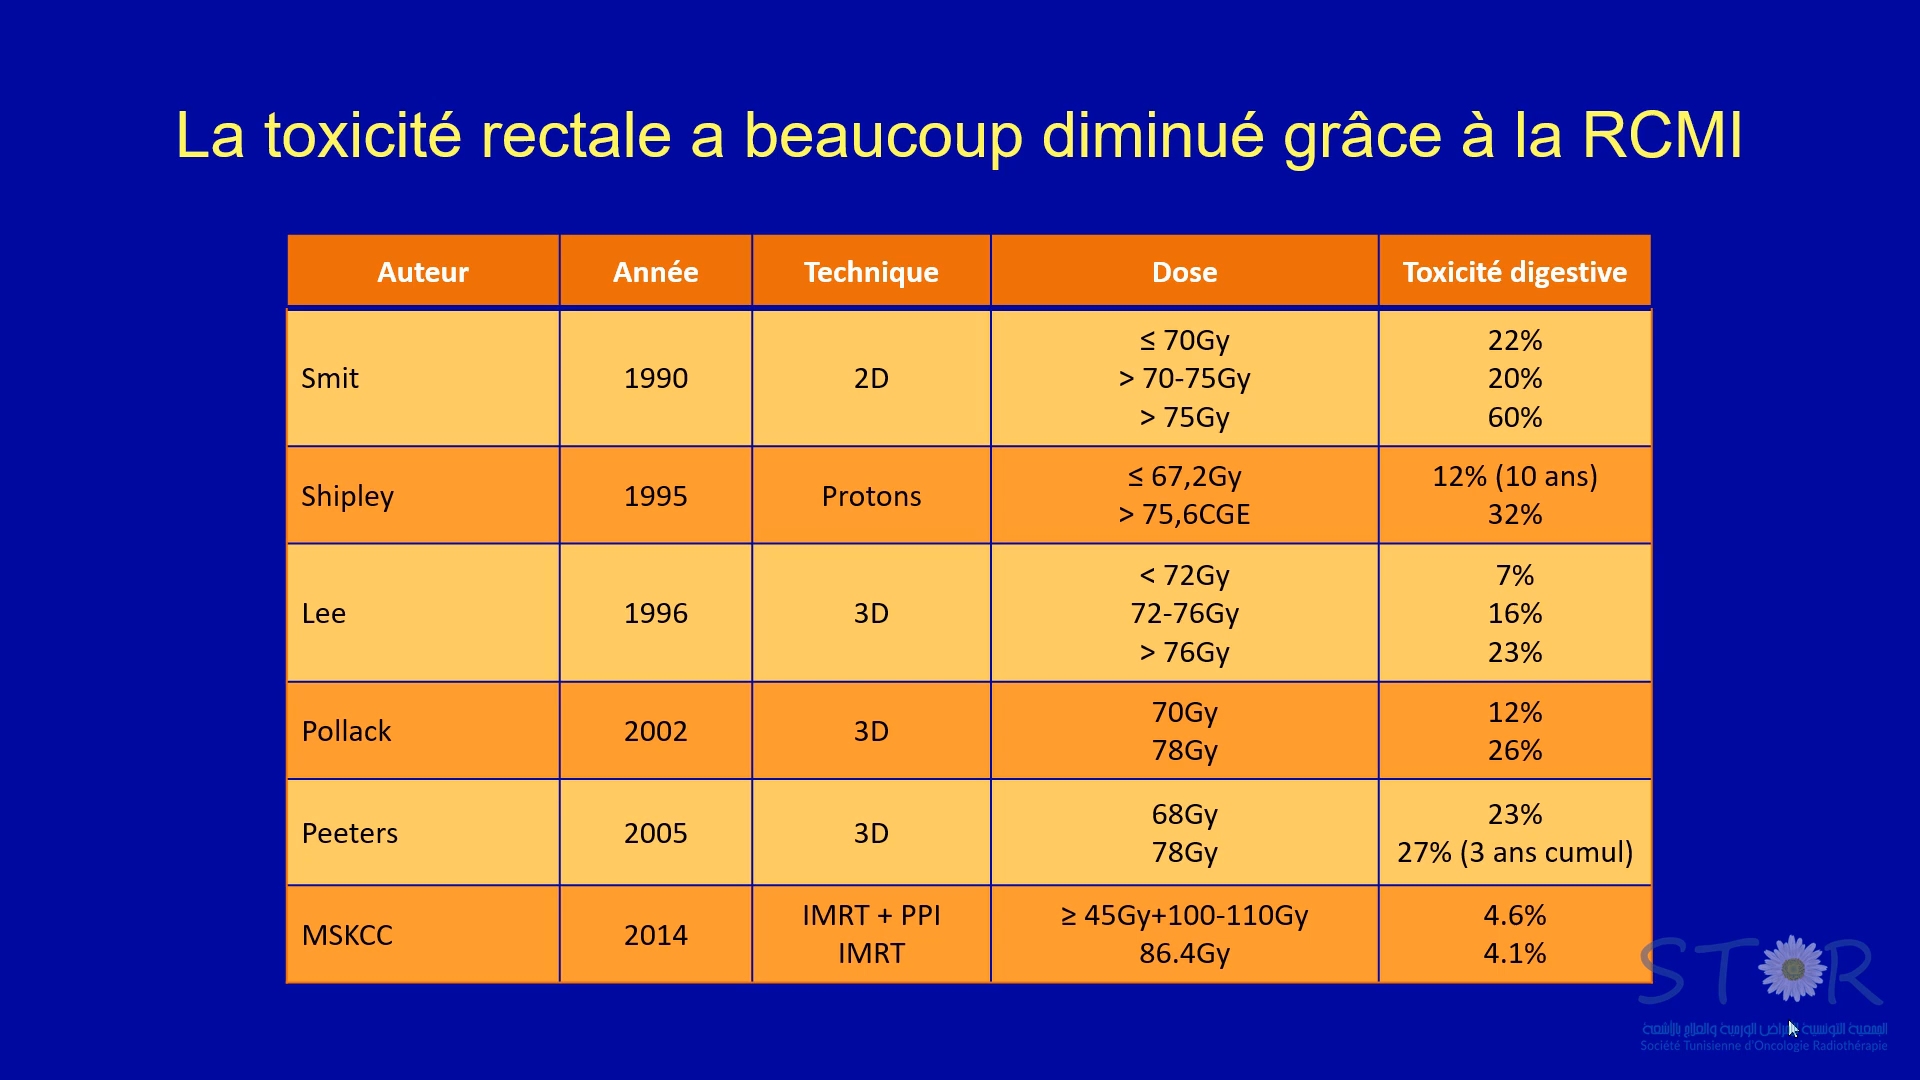 La toxicité rectale a beaucoup diminué grâce à la RCMI
Auteur Année Technique Dose Toxicité digestive
Smit 1990 2D
≤ 70Gy 22%
> 70-75Gy 20%
> 75Gy 60%
Shipley 1995 Protons
≤ 67,2Gy 12% (10 ans)
> 75,6CGE 32%
Lee 1996 3D
< 72Gy 7%
72-76Gy 16%
> 76Gy 23%
Pollack 2002 3D
70Gy 12%
78Gy 26%
Peeters 2005 3D
68Gy 23%
78Gy 27% (3 ans cumul)
MSKCC 2014
IMRT + PPI ≥ 45Gy+100-110Gy 4.6%
IMRT 86.4Gy 4.1%
ST R
الجمعية التونسية والعلاج بالأشعة
Société Tunisienne d'Oncologie Radiothérapie